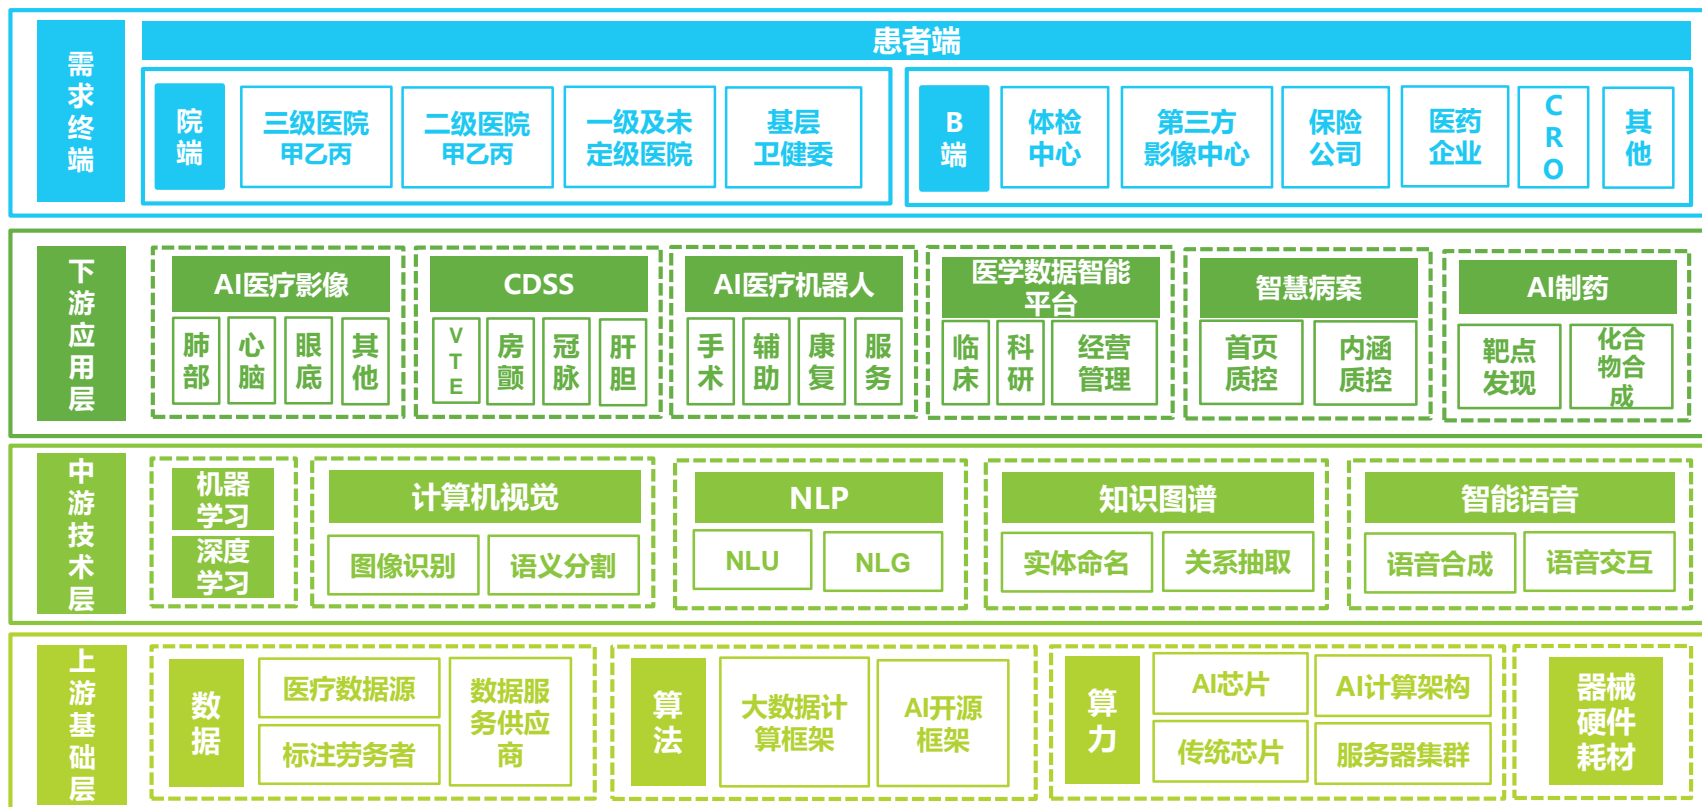 需求终端
患者端
院端
三级医院
甲乙丙
二级医院
甲乙丙
一级及未
定级医院
基层
卫健委
B端
体检
中心
第三方
影像中心
保险
公司
医药
企业
CRO
其他
下游应用层
AI医疗影像
肺部
心脑
眼底
其他
CDSS
VTE
房颤
冠脉
肝胆
AI医疗机器人
手术
辅助
康复
服务
医学数据智能
平台
临床
科研
经营
管理
智慧病案
首页
质控
内涵
质控
AI制药
靶点
发现
化合
物合
成
中游技术层
机器
学习
深度
学习
计算机视觉
图像识别
语义分割
NLP
NLU
NLG
知识图谱
实体命名
关系抽取
智能语音
语音合成
语音交互
上游基础层
数据
医疗数据源
标注劳务者
数据服
务供应
商
算法
大数据计
算框架
AI开源
框架
算力
AI芯片
AI计算架构
传统芯片
服务器集群
器械
硬件
耗材